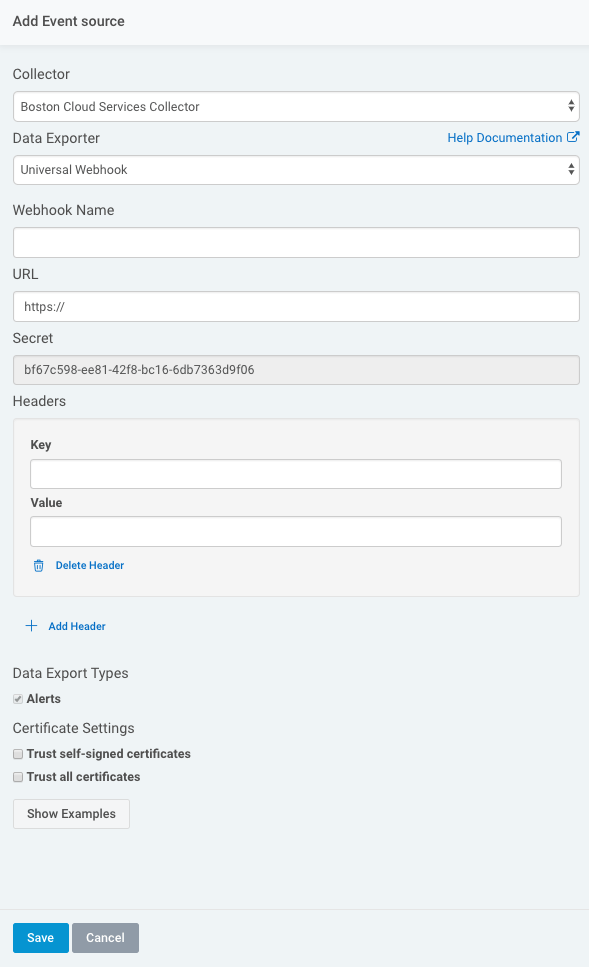 Add Event source
Collector
Boston Cloud Services Collector
Data Exporter
Help Documentation
Universal Webhook
Webhook Name
URL
https://
Secret
bf67c598-ee81-42f8-bc16-6db7363d9f06
Headers
Key
Value
Delete Header
Add Header
Data Export Types
Alerts
Certificate Settings
Trust self-signed certificates
Trust all certificates
Show Examples
Save
Cancel